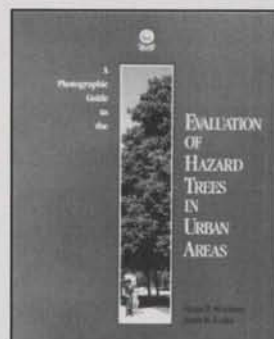 A
Photographic
Guide
to
the
EVALUATION
OF
HAZARD
TREES
IN
URBAN
AREAS